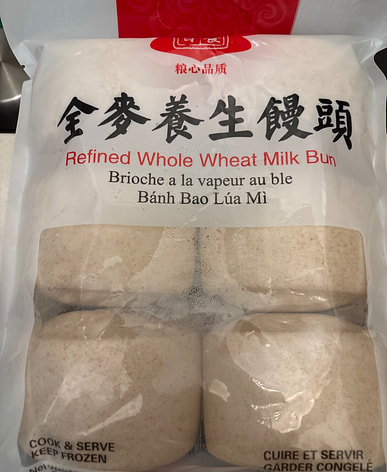 粮心品质
全麥養生饅頭
Refined Whole Wheat Milk Bun
Brioche a la vapeur au ble
Bánh Bao Lúa Mì
COOK & SERVE
KEEP FROZEN
CUIRE ET SERVIR
GARDER CONGELÉ